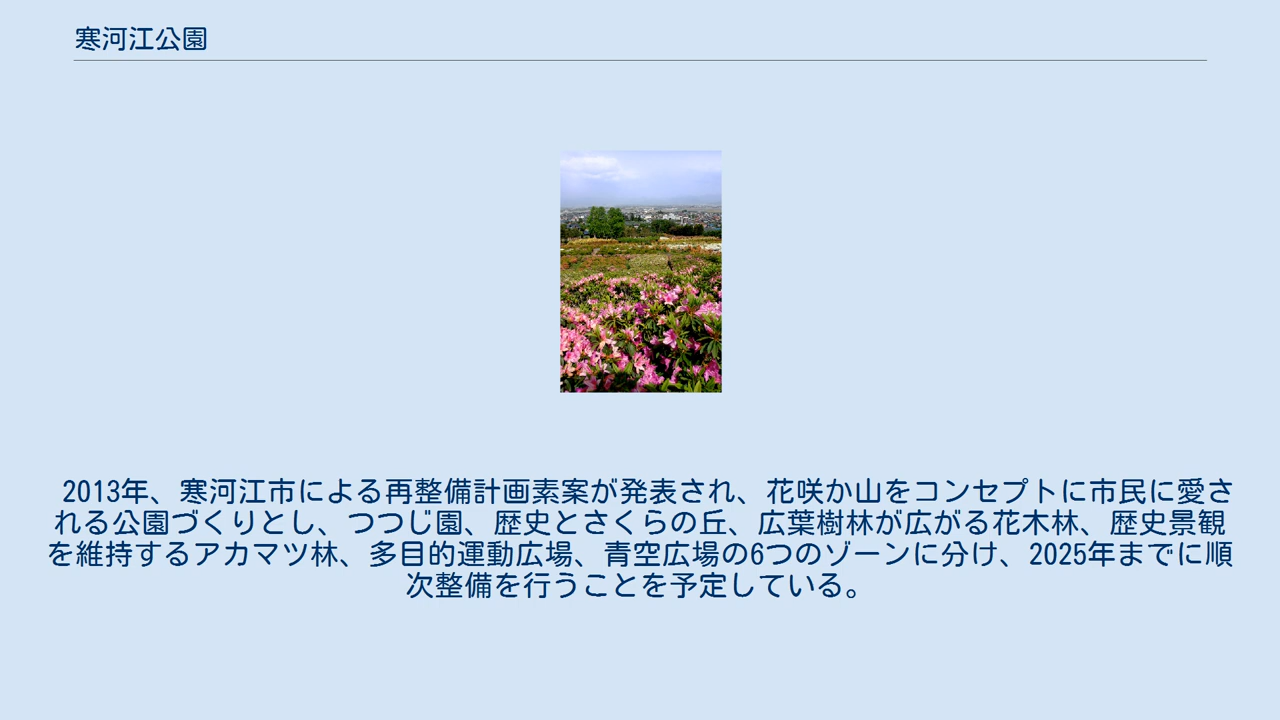 寒河江公園
2013年、寒河江市による再整備計画素案が発表され、花咲か山をコンセプトに市民に愛さ
れる公園づくりとし、つつじ園、歴史とさくらの丘、広葉樹林が広がる花木林、歴史景観
を維持するアカマツ林、多目的運動広場、青空広場の6つのゾーンに分け、2025年までに順
次整備を行うことを予定している。